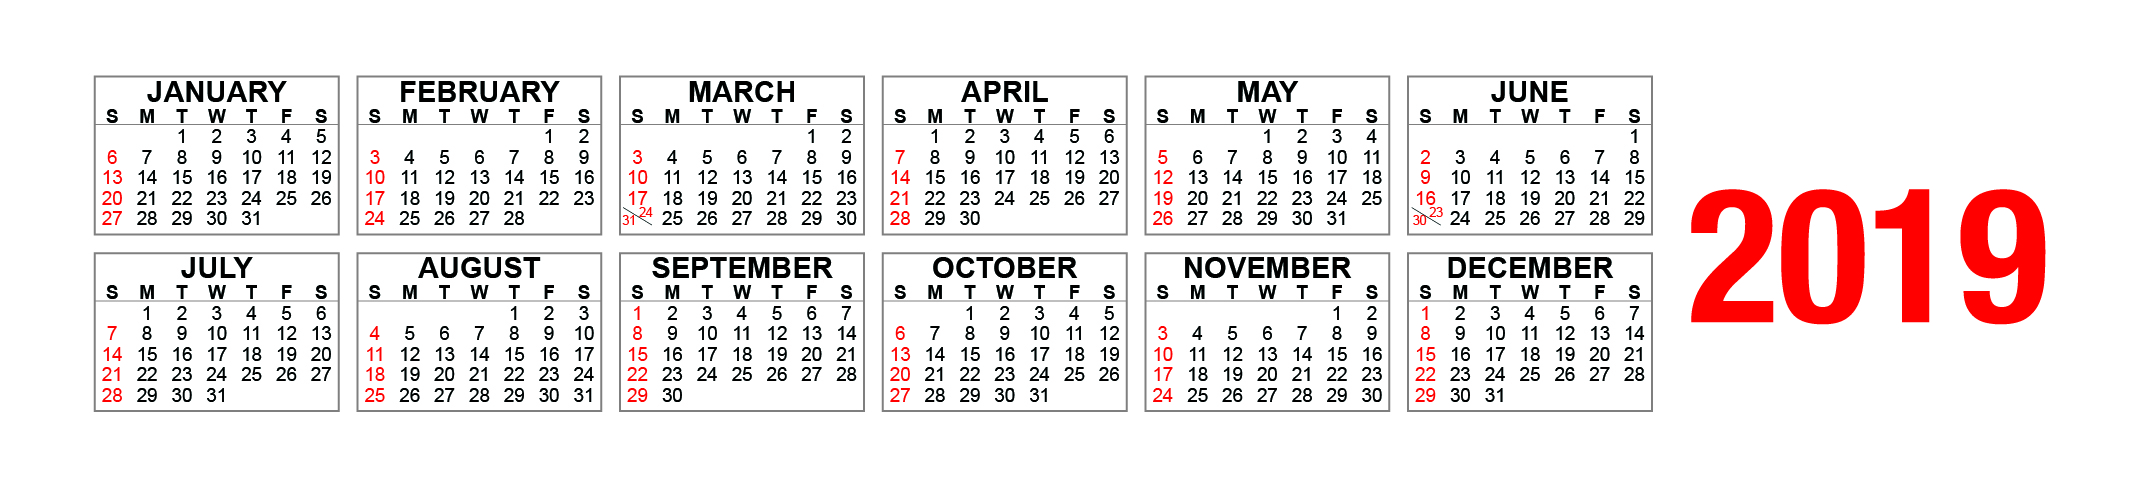 JANUARY
S M T W T F S
1 2 3 4 5
6 7 8 9 10 11 12
13 14 15 16 17 18 19
20 21 22 23 24 25 26
27 28 29 30 31
FEBRUARY
S M T W T F S
1 2
3 4 5 6 7 8 9
10 11 12 13 14 15 16
17 18 19 20 21 22 23
24 25 26 27 28
MARCH
S M T W T F S
1 2
3 4 5 6 7 8 9
10 11 12 13 14 15 16
17 18 19 20 21 22 23
24/31 25 26 27 28 29 30
APRIL
S M T W T F S
1 2 3 4 5 6
7 8 9 10 11 12 13
14 15 16 17 18 19 20
21 22 23 24 25 26 27
28 29 30
MAY
S M T W T F S
1 2 3 4
5 6 7 8 9 10 11
12 13 14 15 16 17 18
19 20 21 22 23 24 25
26 27 28 29 30 31
JUNE
S M T W T F S
1
2 3 4 5 6 7 8
9 10 11 12 13 14 15
16 17 18 19 20 21 22
23/30 24 25 26 27 28 29
JULY
S M T W T F S
1 2 3 4 5 6
7 8 9 10 11 12 13
14 15 16 17 18 19 20
21 22 23 24 25 26 27
28 29 30 31
AUGUST
S M T W T F S
1 2 3
4 5 6 7 8 9 10
11 12 13 14 15 16 17
18 19 20 21 22 23 24
25 26 27 28 29 30 31
SEPTEMBER
S M T W T F S
1 2 3 4 5 6 7
8 9 10 11 12 13 14
15 16 17 18 19 20 21
22 23 24 25 26 27 28
29 30
OCTOBER
S M T W T F S
1 2 3 4 5
6 7 8 9 10 11 12
13 14 15 16 17 18 19
20 21 22 23 24 25 26
27 28 29 30 31
NOVEMBER
S M T W T F S
1 2
3 4 5 6 7 8 9
10 11 12 13 14 15 16
17 18 19 20 21 22 23
24 25 26 27 28 29 30
DECEMBER
S M T W T F S
1 2 3 4 5 6 7
8 9 10 11 12 13 14
15 16 17 18 19 20 21
22 23 24 25 26 27 28
29 30 31
2019